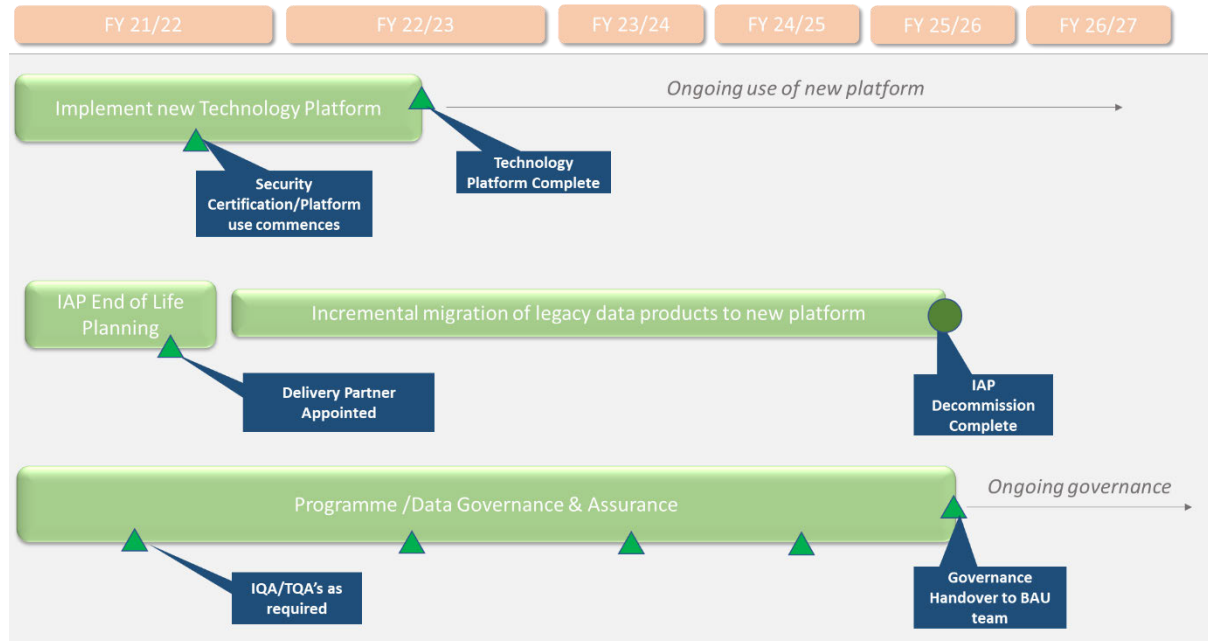 FY 21/22
FY 22/23
FY 23/24
FY 24/25
FY 25/26
FY 26/27
Implement new Technology Platform
Ongoing use of new platform
Security
Certification/Platform
use commences
Technology
Platform Complete
IAP End of Life
Planning
Incremental migration of legacy data products to new platform
Delivery Partner
Appointed
IAP
Decommission
Complete
Programme /Data Governance & Assurance
Ongoing governance
IQA/TQA's as
required
Governance
Handover to BAU
team